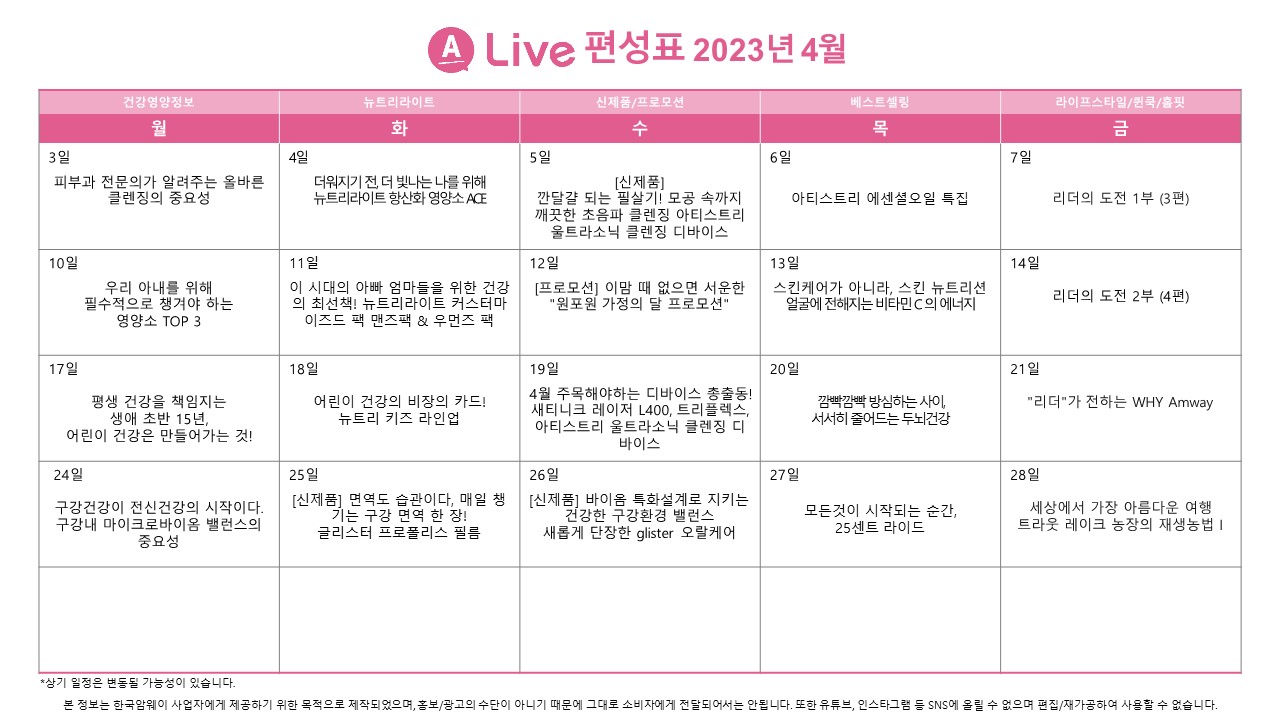 A Live 편성표 2023년 4월
건강영양정보 뉴트리라이트 신제품/프로모션 베스트셀링 라이프스타일/퀸쿡/홈핏
월 화 수 목 금
3일
피부과 전문의가 알려주는 올바른
클렌징의 중요성
4일
더워지기 전, 더 빛나는 나를 위해
뉴트리라이트 항산화 영양소 ACE
5일
[신제품]
깐달걀 되는 필살기! 모공 속까지
깨끗한 초음파 클렌징 아티스트리
울트라소닉 클렌징 디바이스
6일
아티스트리 에센셜오일 특집
7일
리더의 도전 1부 (3편)
10일
우리 아내를 위해
필수적으로 챙겨야 하는
영양소 TOP 3
11일
이 시대의 아빠 엄마들을 위한 건강
의 최선책! 뉴트리라이트 커스터마
이즈드 팩 맨즈팩 & 우먼즈 팩
12일
[프로모션] 이맘 때 없으면 서운한
"원포원 가정의 달 프로모션"
13일
스킨케어가 아니라, 스킨 뉴트리션
얼굴에 전해지는 비타민 C의 에너지
14일
리더의 도전 2부 (4편)
17일
평생 건강을 책임지는
생애 초반 15년,
어린이 건강은 만들어가는 것!
18일
어린이 건강의 비장의 카드!
뉴트리 키즈 라인업
19일
4월 주목해야하는 디바이스 총출동!
새티니크 레이저 L400, 트리플렉스,
아티스트리 울트라소닉 클렌징 디
바이스
20일
깜빡깜빡 방심하는 사이,
서서히 줄어드는 두뇌건강
21일
"리더"가 전하는 WHY Amway
24일
구강건강이 전신건강의 시작이다.
구강내 마이크로바이옴 밸런스의
중요성
25일
[신제품] 면역도 습관이다, 매일 챙
기는 구강 면역 한 장!
글리스터 프로폴리스 필름
26일
[신제품] 바이옴 특화설계로 지키는
건강한 구강환경 밸런스
새롭게 단장한 glister 오랄케어
27일
모든것이 시작되는 순간,
25센트 라이드
28일
세상에서 가장 아름다운 여행
트라웃 레이크 농장의 재생농법 I
*상기 일정은 변동될 가능성이 있습니다.
본 정보는 한국암웨이 사업자에게 제공하기 위한 목적으로 제작되었으며, 홍보/광고의 수단이 아니기 때문에 그대로 소비자에게 전달되어서는 안됩니다. 또한 유튜브, 인스타그램 등 SNS에 올릴 수 없으며 편집/재가공하여 사용할 수 없습니다.